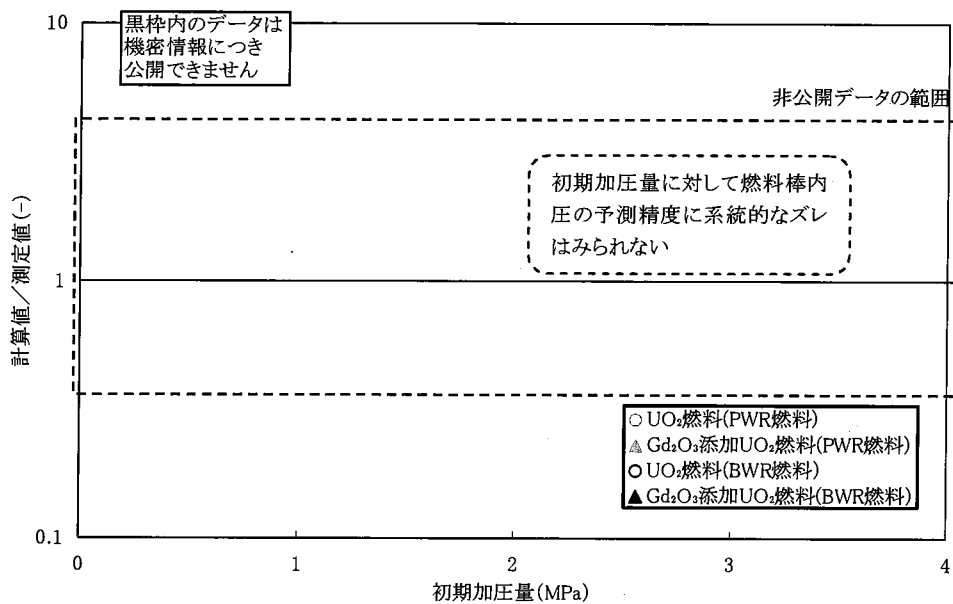 10
黒枠内のデータは
機密情報につき
公開できません
非公開データの範囲
初期加圧量に対して燃料棒内
圧の予測精度に系統的なズレ
はみられない
計算値／測定値(-)
1
○UO₂燃料(PWR燃料)
▲Gd₂O₃添加UO₂燃料(PWR燃料)
○UO₂燃料(BWR燃料)
▲Gd₂O₃添加UO₂燃料(BWR燃料)
0.1
0 1 2 3 4
初期加圧量(MPa)